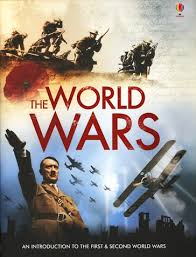 THE WORLD
WARS
AN INTRODUCTION TO THE FIRST & SECOND WORLD WARS